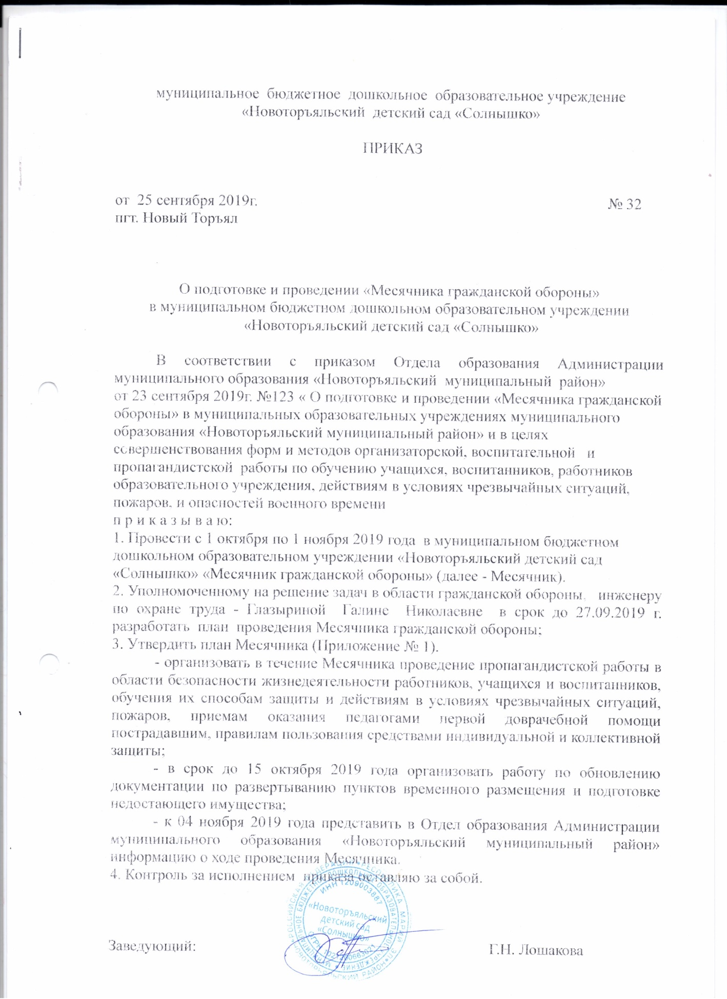 муниципальное бюджетное дошкольное образовательное учреждение
«Новоторъяльский детский сад «Солнышко»
ПРИКАЗ
от 25 сентября 2019г. № 32
пгт. Новый Торъял
О подготовке и проведении «Месячника гражданской обороны»
в муниципальном бюджетном дошкольном образовательном учреждении
«Новоторъяльский детский сад «Солнышко»
В соответствии с приказом Отдела образования Администрации
муниципального образования «Новоторъяльский муниципальный район»
от 23 сентября 2019г. №123 « О подготовке и проведении «Месячника гражданской
обороны» в муниципальных образовательных учреждениях муниципального
образования «Новоторъяльский муниципальный район» и в целях
совершенствования форм и методов организаторской, воспитательной и
пропагандистской работы по обучению учащихся, воспитанников, работников
образовательного учреждения, действиям в условиях чрезвычайных ситуаций,
пожаров, и опасностей военного времени
п р и к а з ы в а ю:
1. Провести с 1 октября по 1 ноября 2019 года в муниципальном бюджетном
дошкольном образовательном учреждении «Новоторъяльский детский сад
«Солнышко» «Месячник гражданской обороны» (далее - Месячник).
2. Уполномоченному на решение задач в области гражданской обороны, инженеру
по охране труда - Глазыриной Галине Николаевне в срок до 27.09.2019 г.
разработать план проведения Месячника гражданской обороны;
3. Утвердить план Месячника (Приложение № 1).
- организовать в течение Месячника проведение пропагандистской работы в
области безопасности жизнедеятельности работников, учащихся и воспитанников,
обучения их способам защиты и действиям в условиях чрезвычайных ситуаций,
пожаров, приемам оказания педагогами первой доврачебной помощи
пострадавшим, правилам пользования средствами индивидуальной и коллективной
защиты;
- в срок до 15 октября 2019 года организовать работу по обновлению
документации по развертыванию пунктов временного размещения и подготовке
недостающего имущества;
- к 04 ноября 2019 года представить в Отдел образования Администрации
муниципального образования «Новоторъяльский муниципальный район»
информацию о ходе проведения Месячника.
4. Контроль за исполнением приказа оставляю за собой.
РЕСПУБЛИКА МАРИЙ ЭЛ
ИНН 1209003887
«Новоторъяльский
детский сад
«Солнышко»
Заведующий: Г.Н. Лошакова